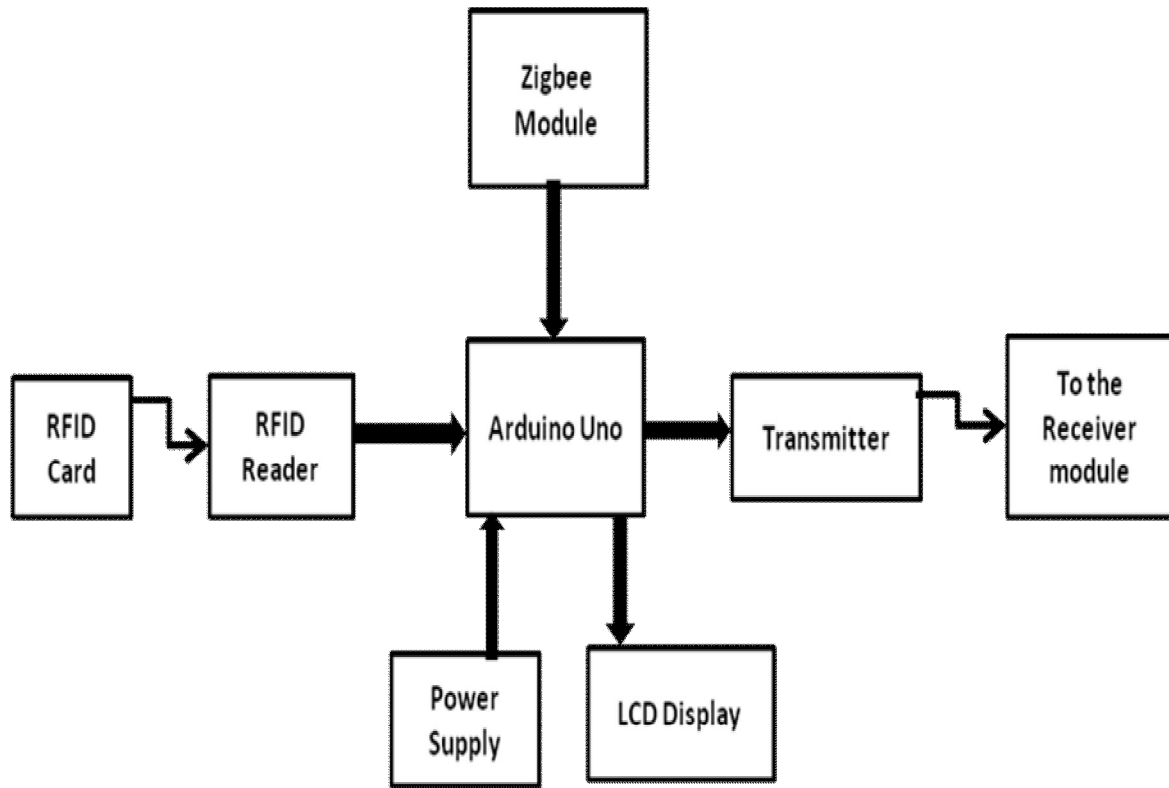 Zigbee
Module
RFID
Card
RFID
Reader
Arduino Uno
Transmitter
To the
Receiver
module
Power
Supply
LCD Display